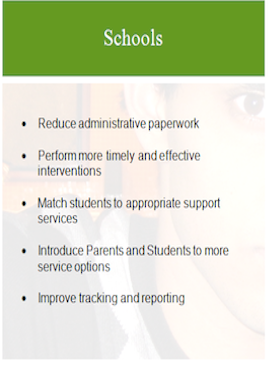 Schools
• Reduce administrative paperwork
• Perform more timely and effective
interventions
• Match students to appropriate support
services
• Introduce Parents and Students to more
service options
• Improve tracking and reporting